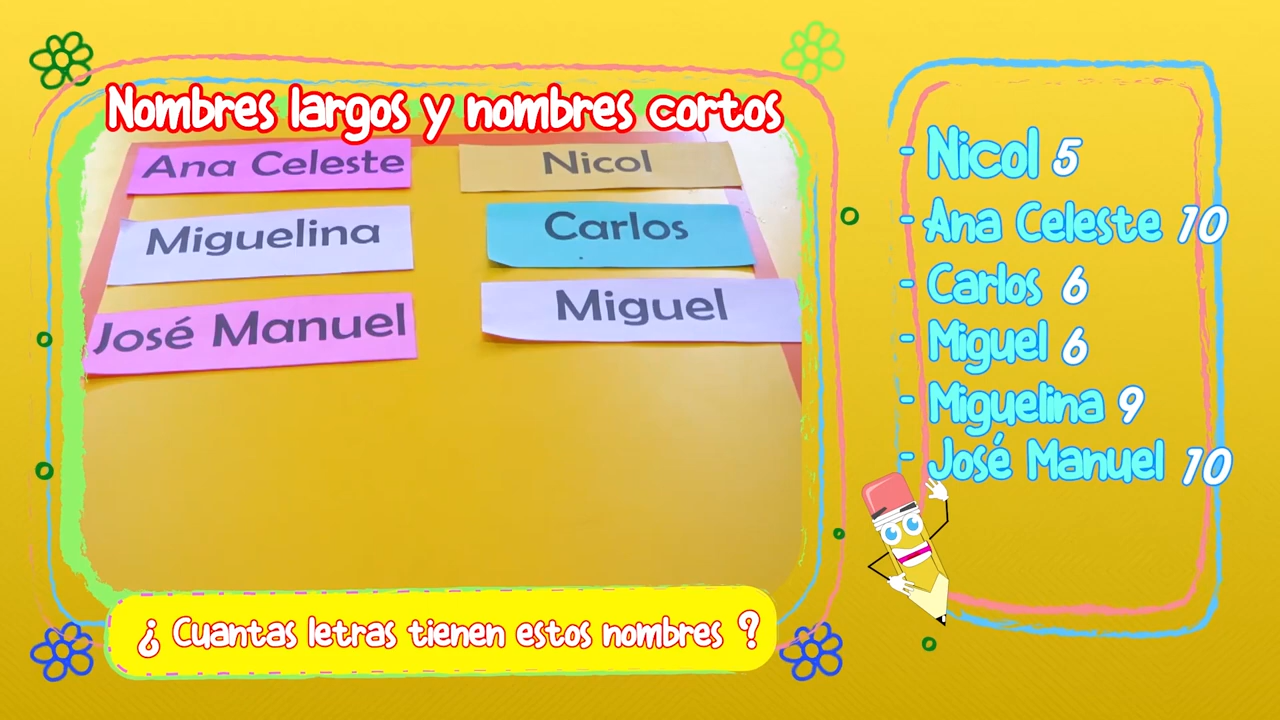 Nombres largos y nombres cortos
Ana Celeste
Nicol
Miguelina
Carlos
José Manuel
Miguel
¿ Cuantas letras tienen estos nombres ?
- Nicol 5
- Ana Celeste 10
- Carlos 6
- Miguel 6
- Miguelina 9
- José Manuel 10